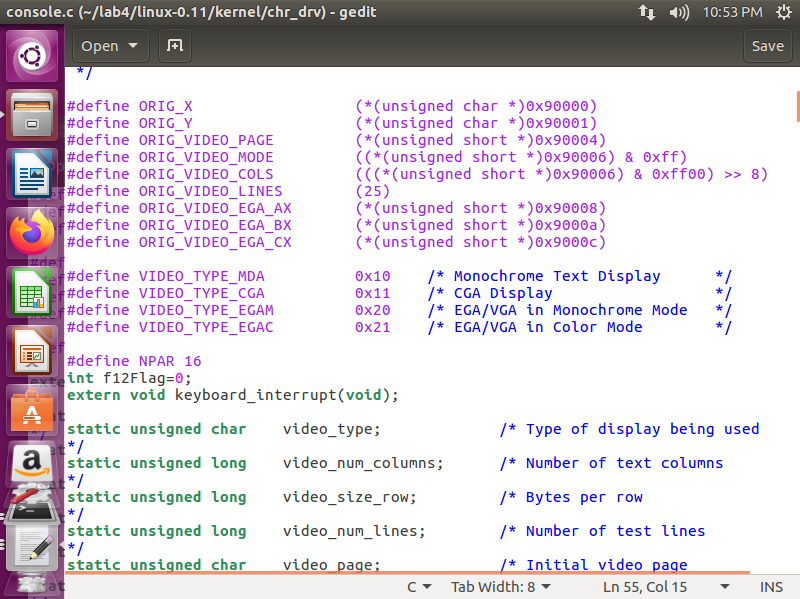 console.c (~/lab4/linux-0.11/kernel/chr_drv) - gedit
10:53 PM
Open
Save
*/
#define ORIG_X (*(unsigned char *)0x90000)
#define ORIG_Y (*(unsigned char *)0x90001)
#define ORIG_VIDEO_PAGE (*(unsigned short *)0x90004)
#define ORIG_VIDEO_MODE ((*(unsigned short *)0x90006) & 0xff)
#define ORIG_VIDEO_COLS (((*(unsigned short *)0x90006) & 0xff00) >> 8)
#define ORIG_VIDEO_LINES (25)
#define ORIG_VIDEO_EGA_AX (*(unsigned short *)0x90008)
#define ORIG_VIDEO_EGA_BX (*(unsigned short *)0x9000a)
#define ORIG_VIDEO_EGA_CX (*(unsigned short *)0x9000c)
#define VIDEO_TYPE_MDA 0x10 /* Monochrome Text Display */
#define VIDEO_TYPE_CGA 0x11 /* CGA Display */
#define VIDEO_TYPE_EGAM 0x20 /* EGA/VGA in Monochrome Mode */
#define VIDEO_TYPE_EGAC 0x21 /* EGA/VGA in Color Mode */
#define NPAR 16
int f12Flag=0;
extern void keyboard_interrupt(void);
static unsigned char video_type; /* Type of display being used
*/
static unsigned long video_num_columns; /* Number of text columns
*/
static unsigned long video_size_row; /* Bytes per row
*/
static unsigned long video_num_lines; /* Number of test lines
*/
static unsigned char video_page; /* Initial video page
C
Tab Width: 8
Ln 55, Col 15
INS